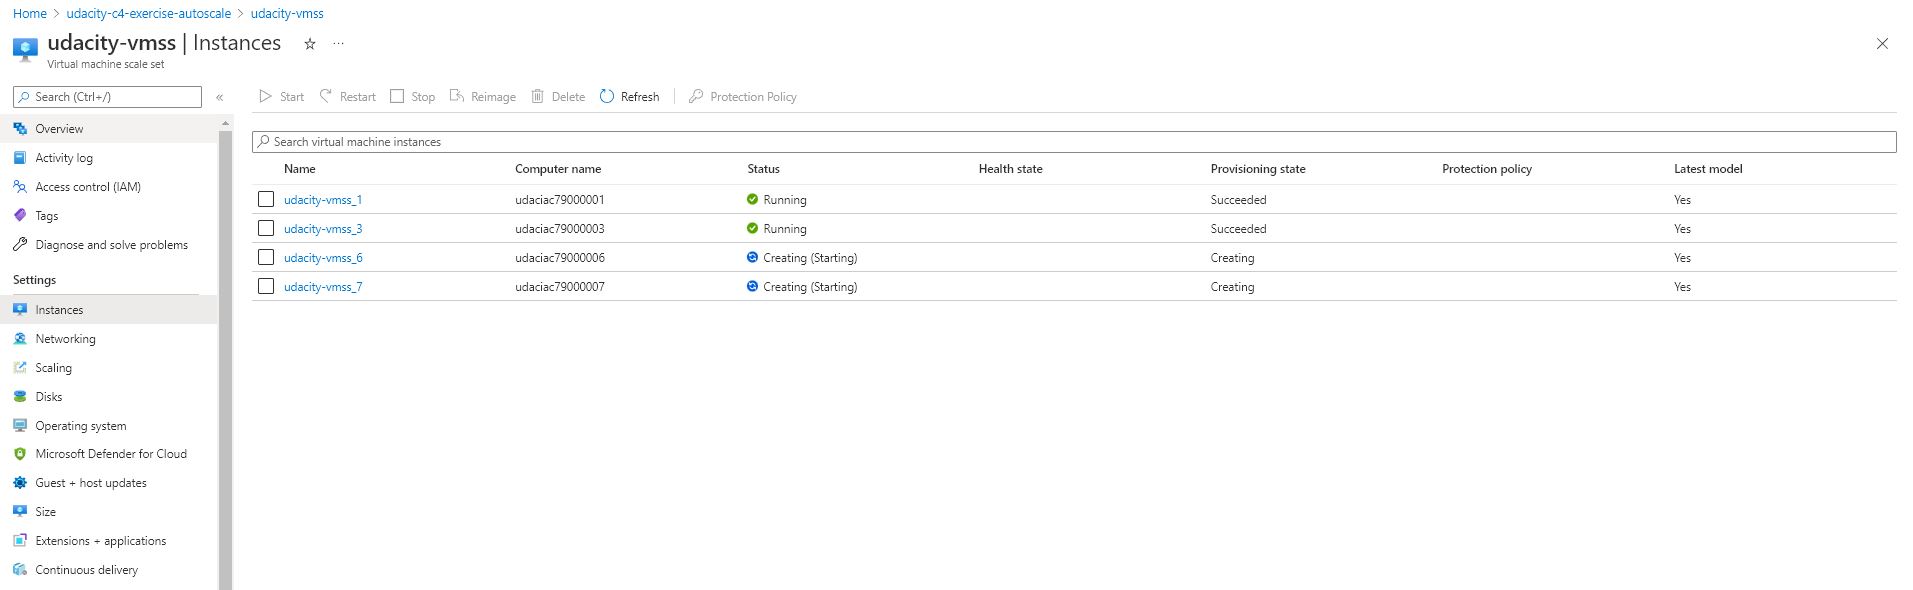 Home > udacity-c4-exercise-autoscale > udacity-vmss
udacity-vmss | Instances ☆ ...
Virtual machine scale set
Search (Ctrl+/) «
Overview
Activity log
Access control (IAM)
Tags
Diagnose and solve problems
Settings
Instances
Networking
Scaling
Disks
Operating system
Microsoft Defender for Cloud
Guest + host updates
Size
Extensions + applications
Continuous delivery
Start Restart Stop Reimage Delete Refresh Protection Policy
Search virtual machine instances
Name Computer name Status Health state Provisioning state Protection policy Latest model
udacity-vmss_1 udaciac79000001 Running Succeeded Yes
udacity-vmss_3 udaciac79000003 Running Succeeded Yes
udacity-vmss_6 udaciac79000006 Creating (Starting) Creating Yes
udacity-vmss_7 udaciac79000007 Creating (Starting) Creating Yes